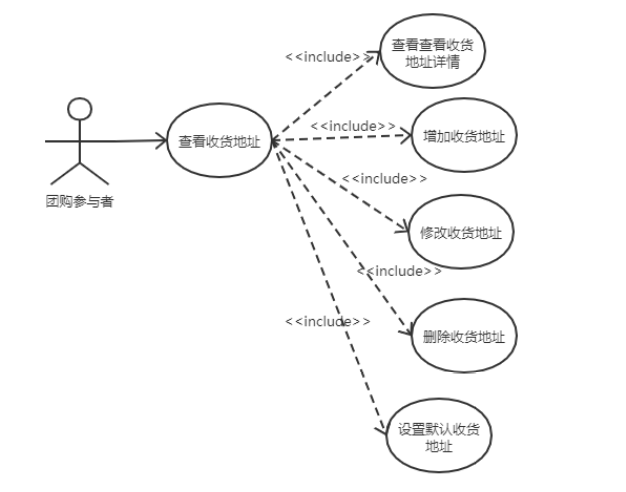 查看查看收货
地址详情
<<include>>
<<include>>
增加收货地址
查看收货地址
<<include>>
团购参与者
修改收货地址
<<include>>
<<include>>
删除收货地址
设置默认收货
地址